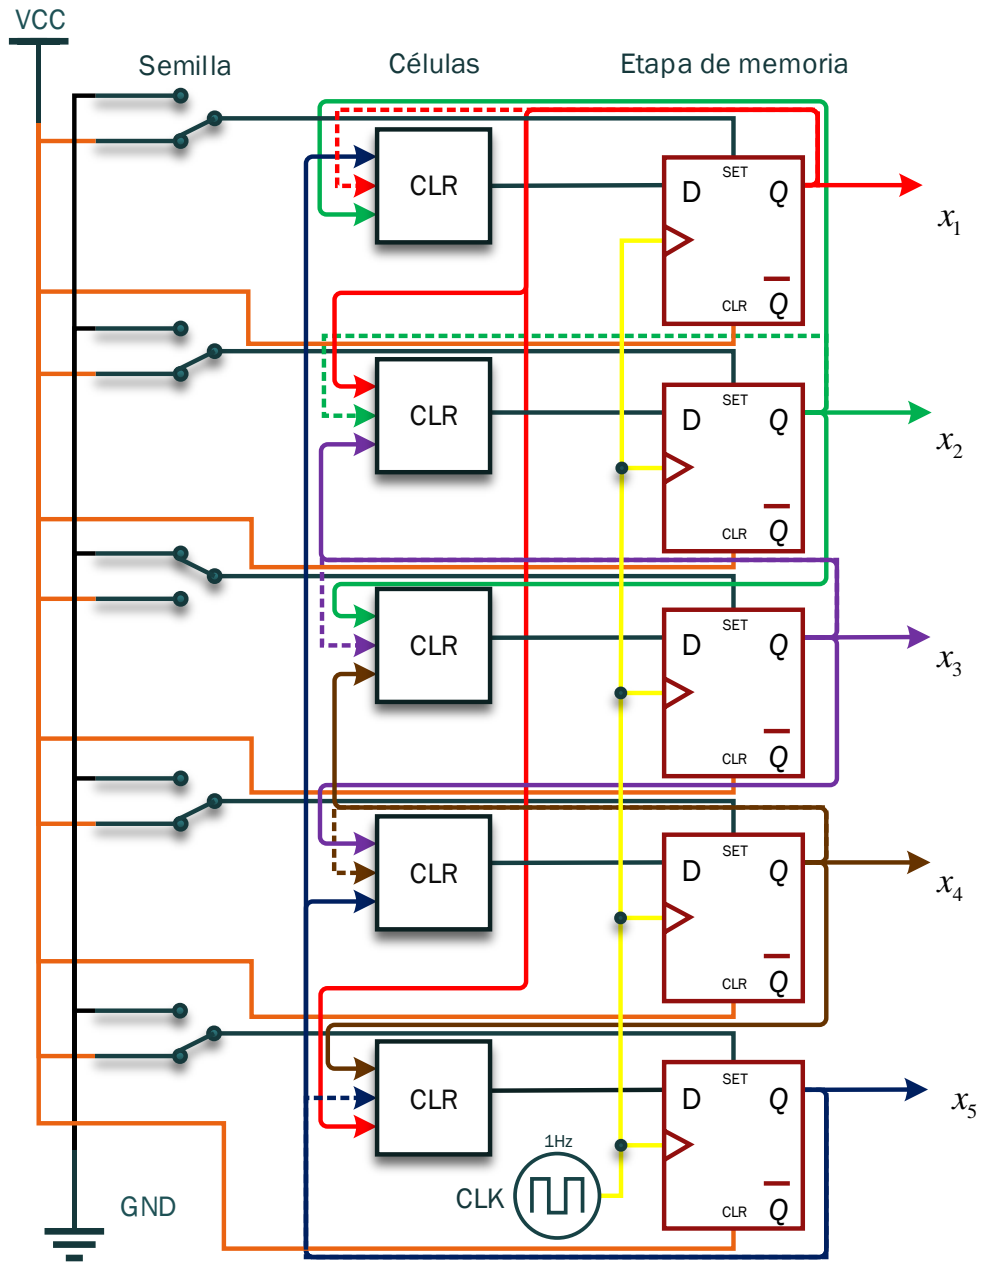 VCC
Semilla
Células
Etapa de memoria
CLR
D
SET
Q
CLR
Q
x1
CLR
D
SET
Q
CLR
Q
x2
CLR
D
SET
Q
CLR
Q
x3
CLR
D
SET
Q
CLR
Q
x4
CLR
D
SET
Q
CLR
Q
x5
1Hz
CLK
GND